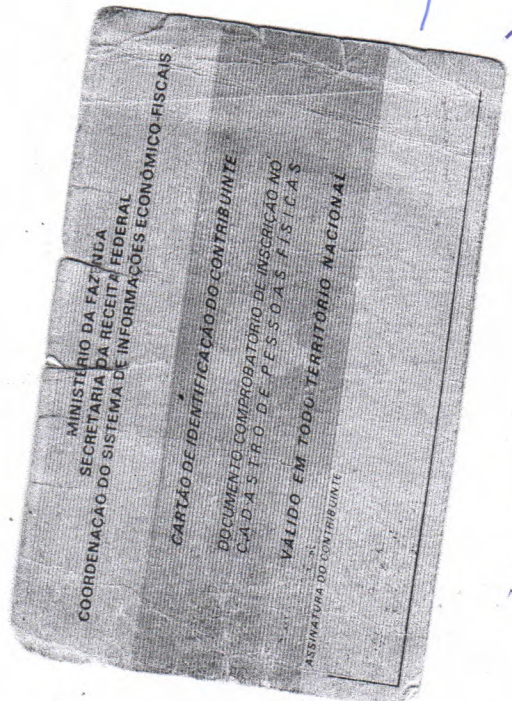 MINISTÉRIO DA FAZENDA
SECRETARIA DA RECEITA FEDERAL
COORDENAÇÃO DO SISTEMA DE INFORMAÇÕES ECONÔMICO-FISCAIS
CARTÃO DE IDENTIFICAÇÃO DO CONTRIBUINTE
DOCUMENTO COMPROBATÓRIO DE INSCRIÇÃO NO
CADASTRO DE PESSOAS FÍSICAS
VÁLIDO EM TODO TERRITÓRIO NACIONAL
ASSINATURA DO CONTRIBUINTE